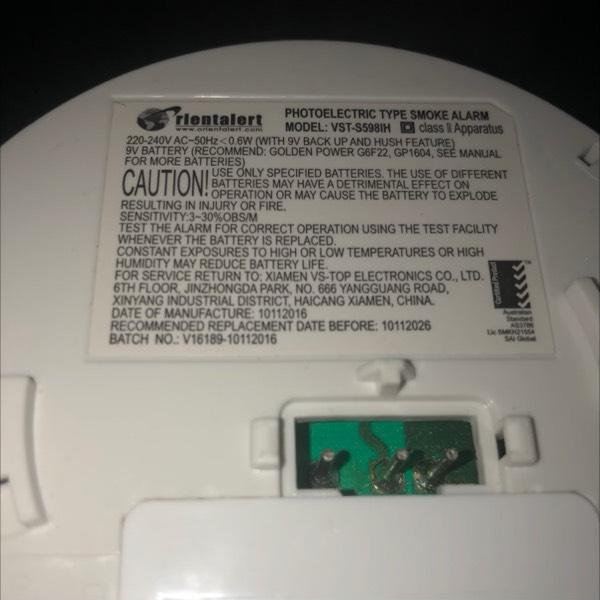 Orientalert
www.orientalert.com
PHOTOELECTRIC TYPE SMOKE ALARM
MODEL: VST-S598IH class II Apparatus
220-240V AC~50Hz<0.6W (WITH 9V BACK UP AND HUSH FEATURE)
9V BATTERY (RECOMMEND: GOLDEN POWER G6F22, GP1604, SEE MANUAL
FOR MORE BATTERIES)
CAUTION! USE ONLY SPECIFIED BATTERIES. THE USE OF DIFFERENT
BATTERIES MAY HAVE A DETRIMENTAL EFFECT ON
OPERATION OR MAY CAUSE THE BATTERY TO EXPLODE
RESULTING IN INJURY OR FIRE.
SENSITIVITY:3~30%OBS/M
TEST THE ALARM FOR CORRECT OPERATION USING THE TEST FACILITY
WHENEVER THE BATTERY IS REPLACED.
CONSTANT EXPOSURES TO HIGH OR LOW TEMPERATURES OR HIGH
HUMIDITY MAY REDUCE BATTERY LIFE.
FOR SERVICE RETURN TO: XIAMEN VS-TOP ELECTRONICS CO., LTD.
6TH FLOOR, JINZHONGDA PARK, NO. 666 YANGGUANG ROAD,
XINYANG INDUSTRIAL DISTRICT, HAICANG XIAMEN, CHINA.
DATE OF MANUFACTURE: 10112016
RECOMMENDED REPLACEMENT DATE BEFORE: 10112026
BATCH NO.: V16189-10112016
Certified Product
Australian
Standard
AS3786
Lic SMKH21554
SAI Global